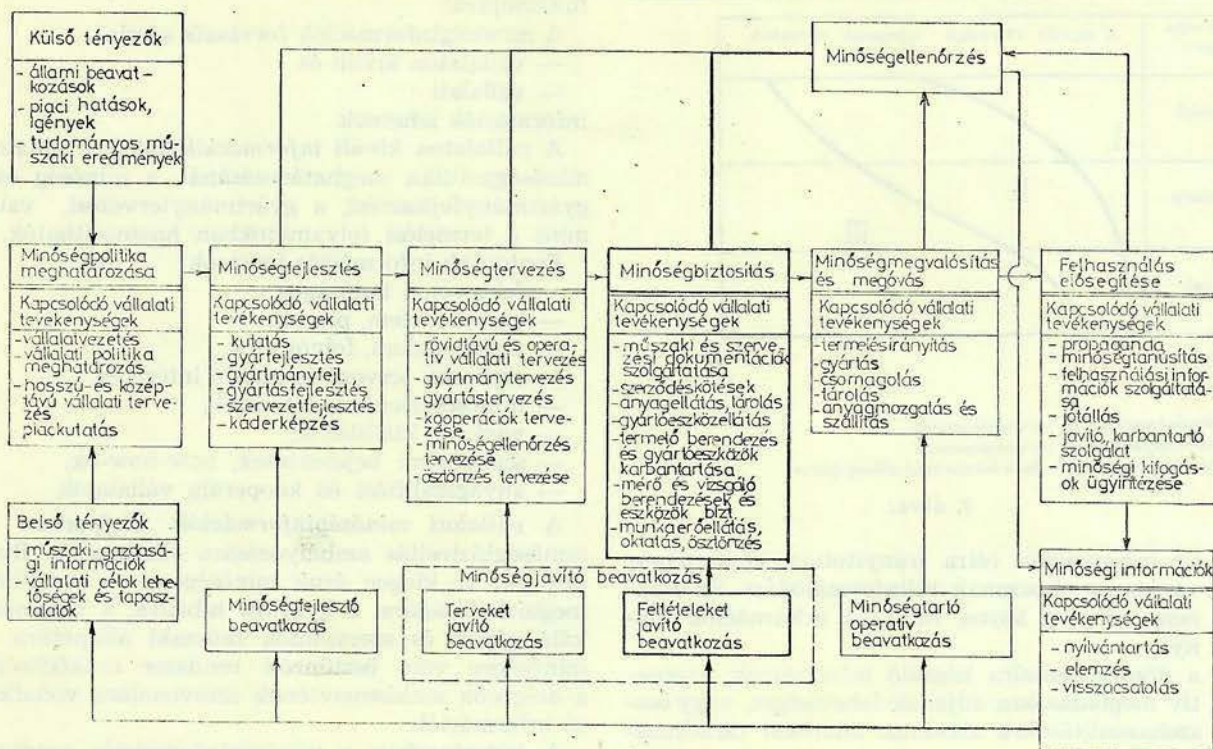 Külső tényezők
- állami beavat-
kozások
- piaci hatások,
igények
- tudományos mű-
szaki eredmények
Minőségellenőrzés
Minőségpolitika
meghatározása
Kapcsolódó vállalati
tevékenységek
- vállalatvezetés
- vállalati politika
meghatározás
- hosszú és közép-
távú vállalati terve-
zés
- piackutatás
Minőségfejlesztés
Kapcsolódó vállalati
tevékenységek
- kutatás
- gyárfejlesztés
- gyártmányfejl.
- gyártásfejlesztés
- szervezetfejlesztés
- káderképzés
Minőségtervezés
Kapcsolódó vállalati
tevékenységek
- rövidtávú és opera-
tív vállalati tervezés
- gyártmánytervezés
- gyártástervezés
- kooperációk terve-
zése
- minőségellenőrzés
tervezése
- ösztönzés tervezése
Minőségbiztosítás
Kapcsolódó vállalati
tevékenységek
- műszaki és szerve-
zési dokumentációk
szolgáltatása
- szerződéskötések
- anyagellátás, tárolás
- gyártóeszközellátás
- termelő berendezés
és gyártóeszközök
karbantartása
- mérő és vizsgáló
berendezések és
eszközök bizt.
- munkaerőellátás,
oktatás, ösztönzés
Minőségmegvalósítás
és megóvás
Kapcsolódó vállalati
tevékenységek
- termelésirányítás
- gyártás
- csomagolás
- tárolás
- anyagmozgatás és
szállítás
Felhasználás
elősegítése
Kapcsolódó vállalati
tevékenységek
- propaganda
- minőségtanúsítás
- felhasználási infor-
mációk szolgáltatá-
sa
- jótállás
- javító, karbantartó
szolgálat
- minőségi kifogás-
ok ügyintézése
Belső tényezők
- műszaki-gazdasá-
gi információk
- vállalati célok lehe-
tőségek és tapasz-
talatok
Minőségjavító beavatkozás
Minőségfejlesztő
beavatkozás
Terveket javító
beavatkozás
Feltételeket
javító
beavatkozás
Minőségtartó
operatív
beavatkozás
Minőségi információk
Kapcsolódó vállalati
tevékenységek
- nyilvántartás
- elemzés
- visszacsatolás